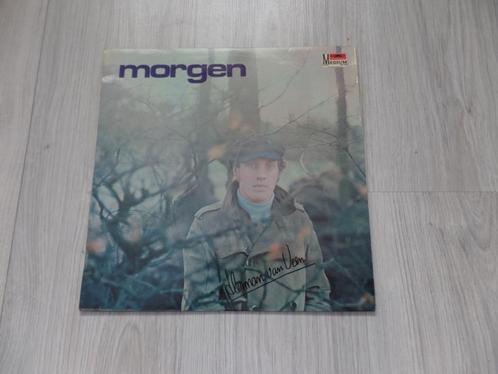 morgen
Medium
Herman van Veen